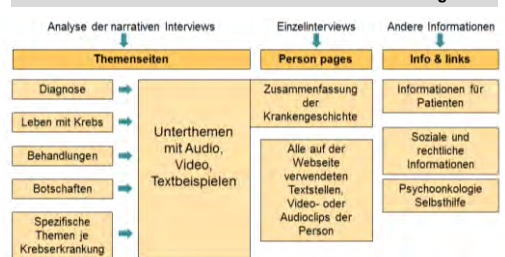 Analyse der narrativen Interviews
Einzelinterviews
Andere Informationen
Themenseiten
Person pages
Info & links
Diagnose
Leben mit Krebs
Behandlungen
Botschaften
Spezifische
Themen je
Krebserkrankung
Unterthemen
mit Audio,
Video,
Textbeispielen
Zusammenfassung
der
Krankengeschichte
Alle auf der
Webseite
verwendeten
Textstellen,
Video- oder
Audioclips der
Person
Informationen für
Patienten
Soziale und
rechtliche
Informationen
Psychoonkologie
Selbsthilfe